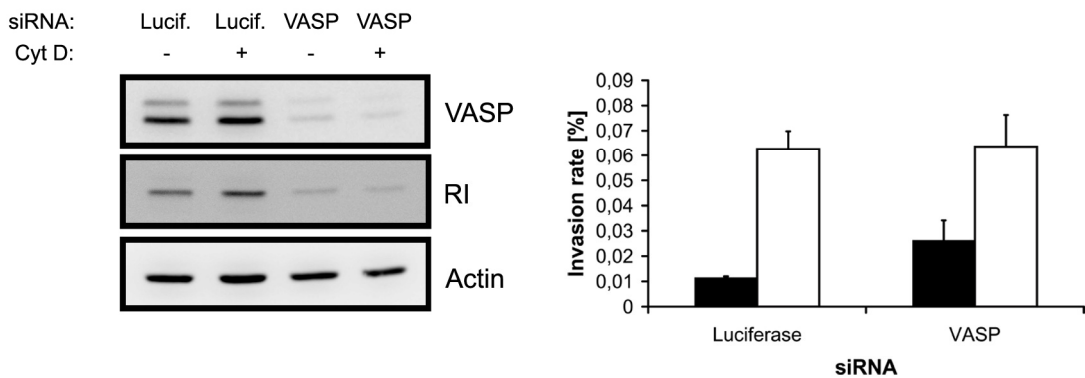 siRNA: Lucif. Lucif. VASP VASP
Cyt D: - + - +
VASP
RI
Actin
Invasion rate [%]
0,09
0,08
0,07
0,06
0,05
0,04
0,03
0,02
0,01
0
Luciferase VASP
siRNA